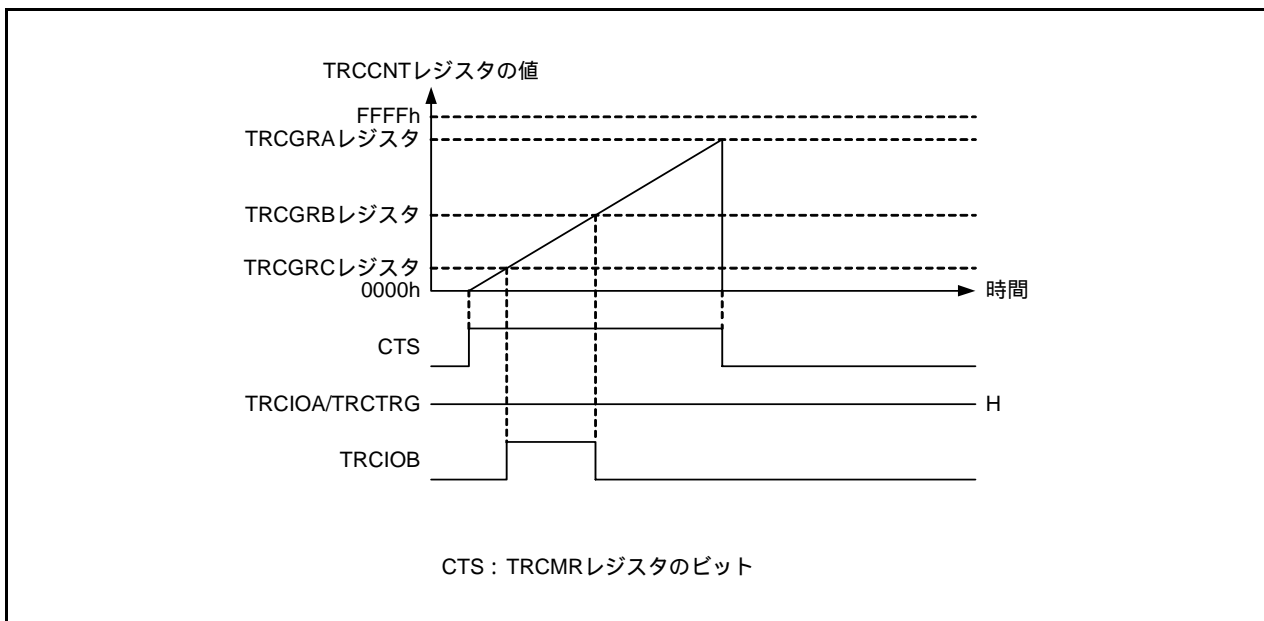 TRCCNTレジスタの値
FFFFh
TRCGRAレジスタ
TRCGRBレジスタ
TRCGRCレジスタ
0000h
時間
CTS
TRCIOA/TRCTRG
H
TRCIOB
CTS：TRCMRレジスタのビット